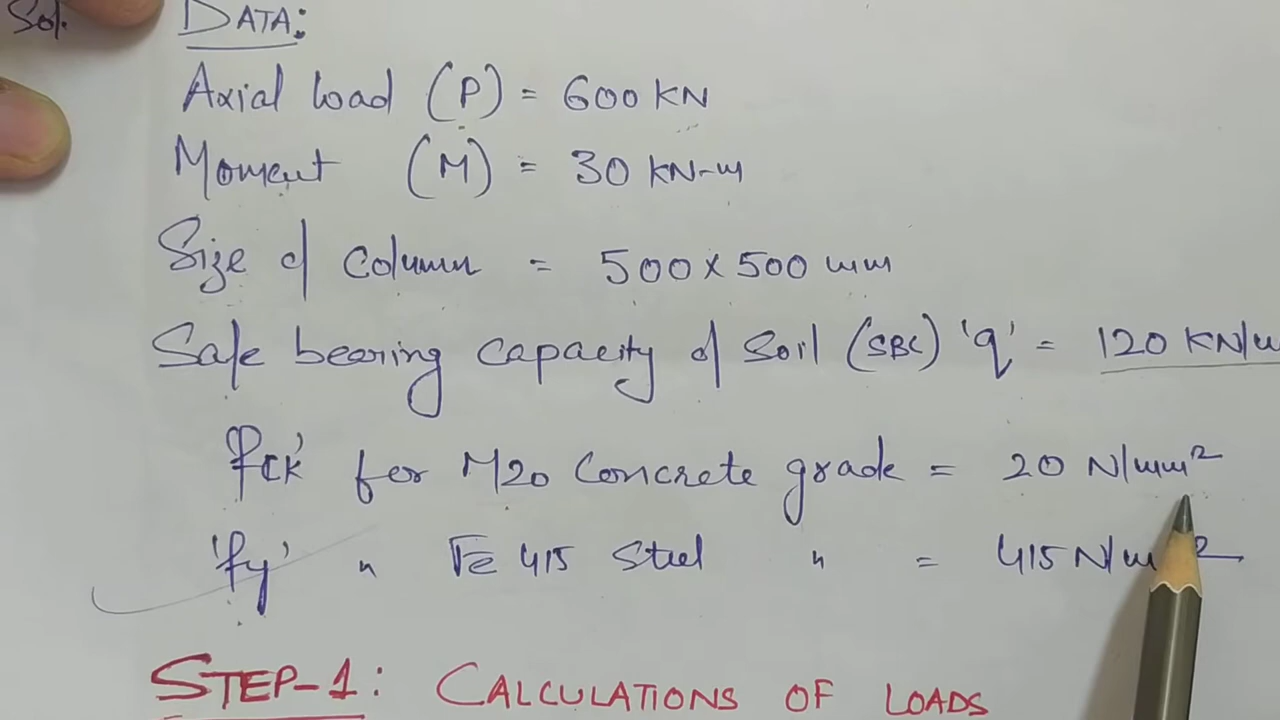 Sol.
DATA:
Axial load (P) = 600 KN
Moment (M) = 30 KN-m
Size of Column = 500 x 500 mm
Safe bearing capacity of Soil (SBC) 'q' = 120 KN/m
'fck' for M20 Concrete grade = 20 N/mm²
'fy' " Fe 415 Steel " = 415 N/m 2
STEP-1: CALCULATIONS OF LOADS